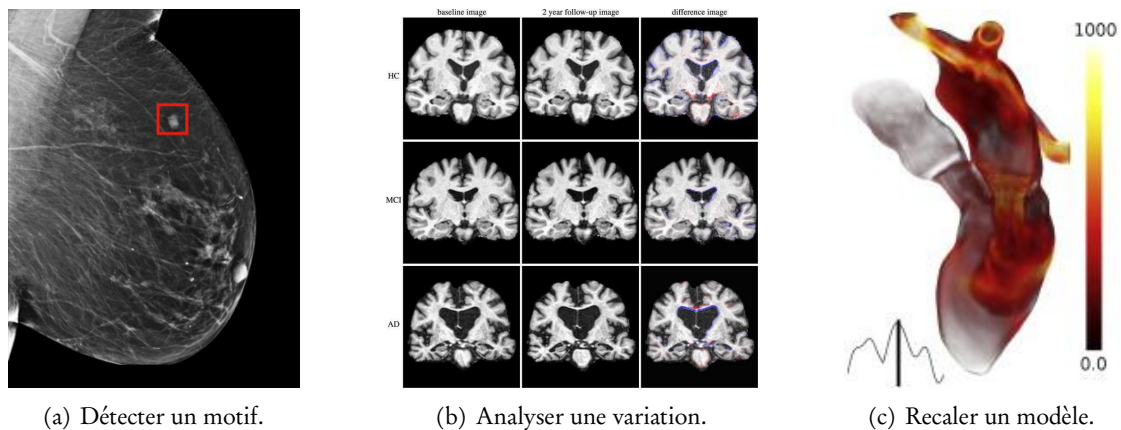 baseline image 2 year follow-up image difference image
HC
MCI
AD
1000
0.0
(a) Détecter un motif.
(b) Analyser une variation.
(c) Recaler un modèle.